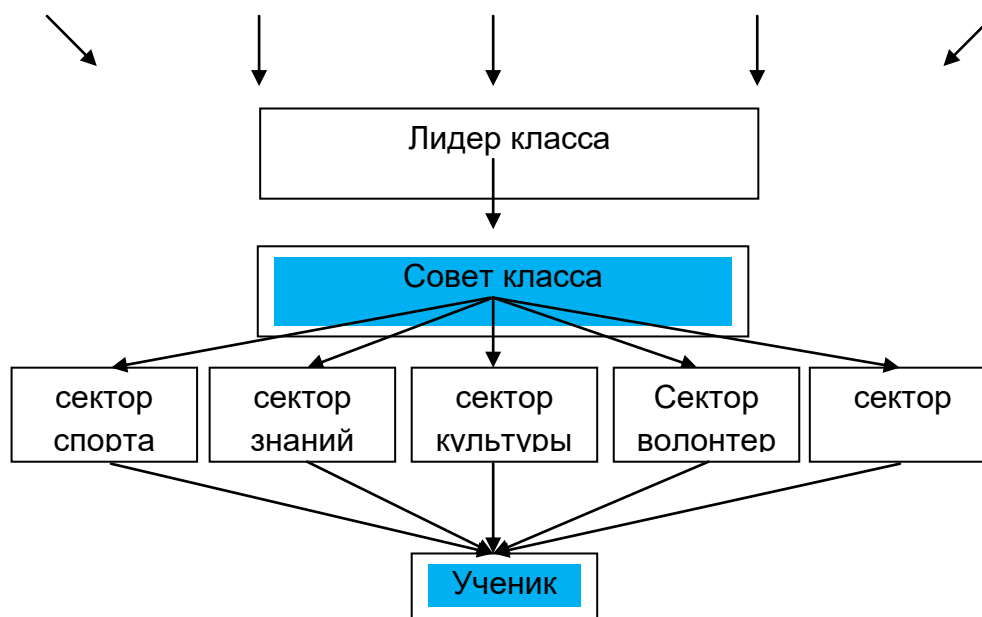 Лидер класса
Совет класса
сектор
спорта
сектор
знаний
сектор
культуры
Сектор
волонтер
сектор
Ученик